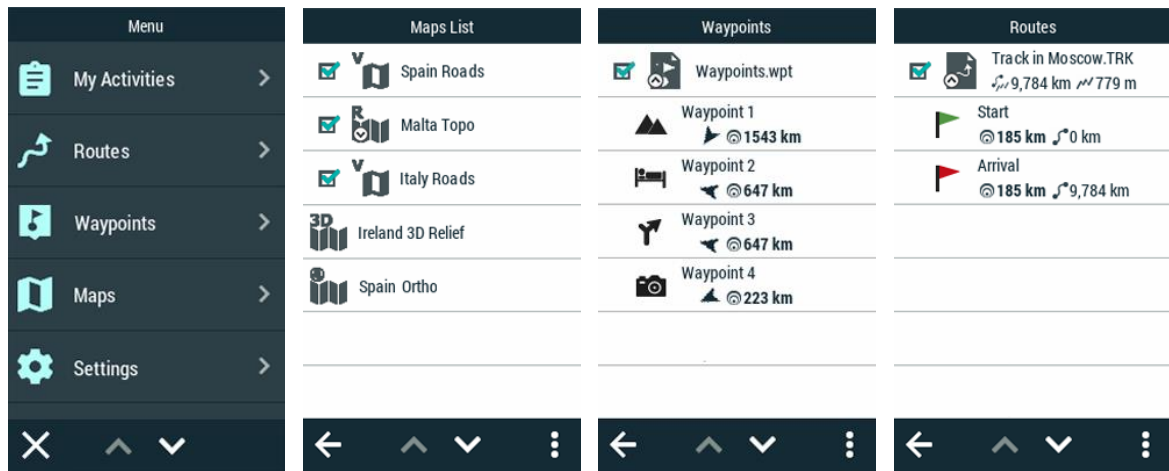 Menu
My Activities
Routes
Waypoints
Maps
Settings
Maps List
V
Spain Roads
R
Malta Topo
V
Italy Roads
3D
Ireland 3D Relief
Spain Ortho
Waypoints
Waypoints.wpt
Waypoint 1
1543 km
Waypoint 2
647 km
Waypoint 3
647 km
Waypoint 4
223 km
Routes
Track in Moscow.TRK
9,784 km 779 m
Start
185 km 0 km
Arrival
185 km 9,784 km